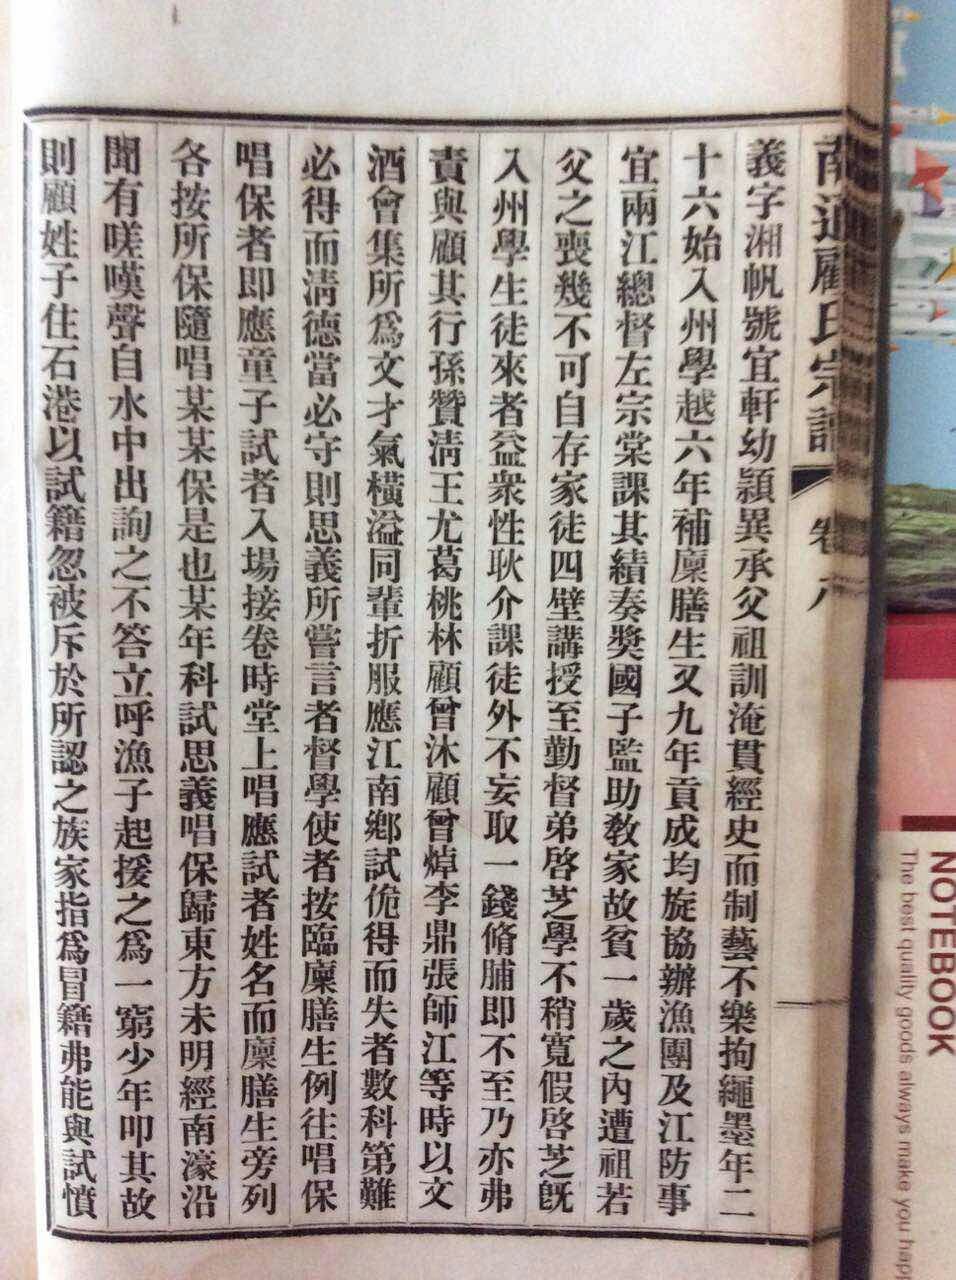 南通顧氏宗譜 卷八
義字湘帆號宜軒幼穎異承父祖訓淹貫經史而制藝不樂拘繩墨年二
十六始入州學越六年補廩膳生又九年貢成均旋協辦漁團及江防事
宜兩江總督左宗棠課其績奏獎國子監助教家故貧一歲之內遭祖若
父之喪幾不可自存家徒四壁講授至勤督弟啓芝學不稍寬假啓芝旣
入州學生徒來者益衆性耿介課徒外不妄取一錢脩脯即不至乃亦弗
責與顧其行孫贊淸王尤葛桃林顧曾沐顧曾焯李鼎張師江等時以文
酒會集所爲文才氣橫溢同輩折服應江南鄕試佹得而失者數科第難
必得而淸德當必守則思義所嘗言者督學使者按臨廩膳生例往唱保
唱保者即應童子試者入場接卷時堂上唱應試者姓名而廩膳生旁列
各按所保隨唱某某保是也某年科試思義唱保歸東方未明經南濠沿
聞有嗟嘆聲自水中出詢之不答立呼漁子起援之爲一窮少年叩其故
則顧姓子住石港以試籍忽被斥於所認之族家指爲冒籍弗能與試憤
NOTEBOOK
The best quality goods always make you hap